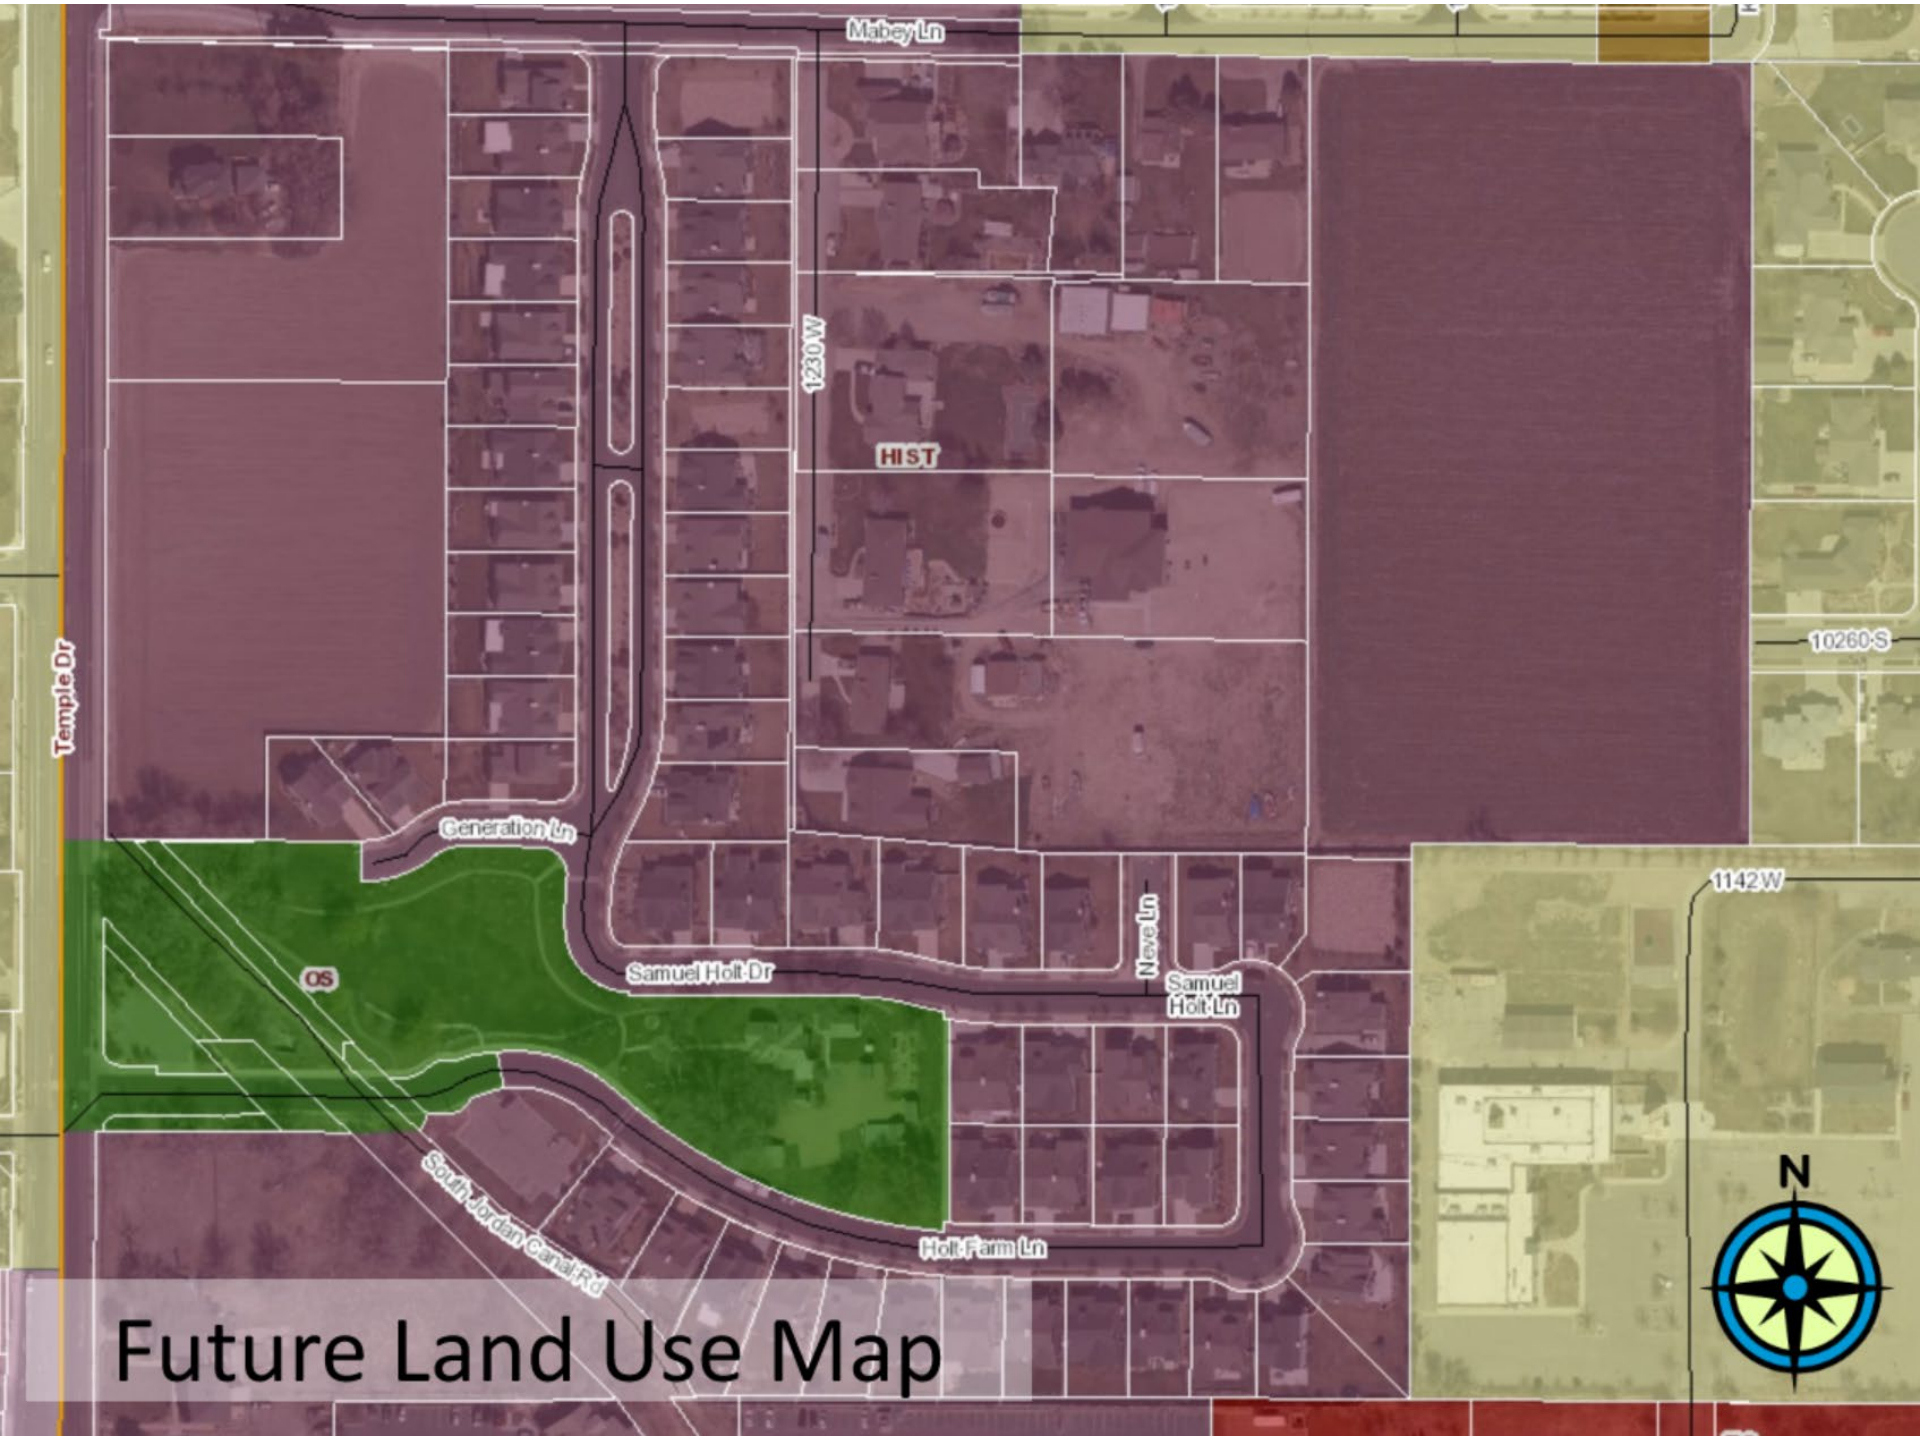 Mabey Ln
1230 W
HIST
Temple Dr
10260 S
Generation Ln
1142 W
Neve Ln
OS
Samuel Holt Dr
Samuel
Holt Ln
South Jordan Canal Rd
Holt Farm Ln
N
Future Land Use Map